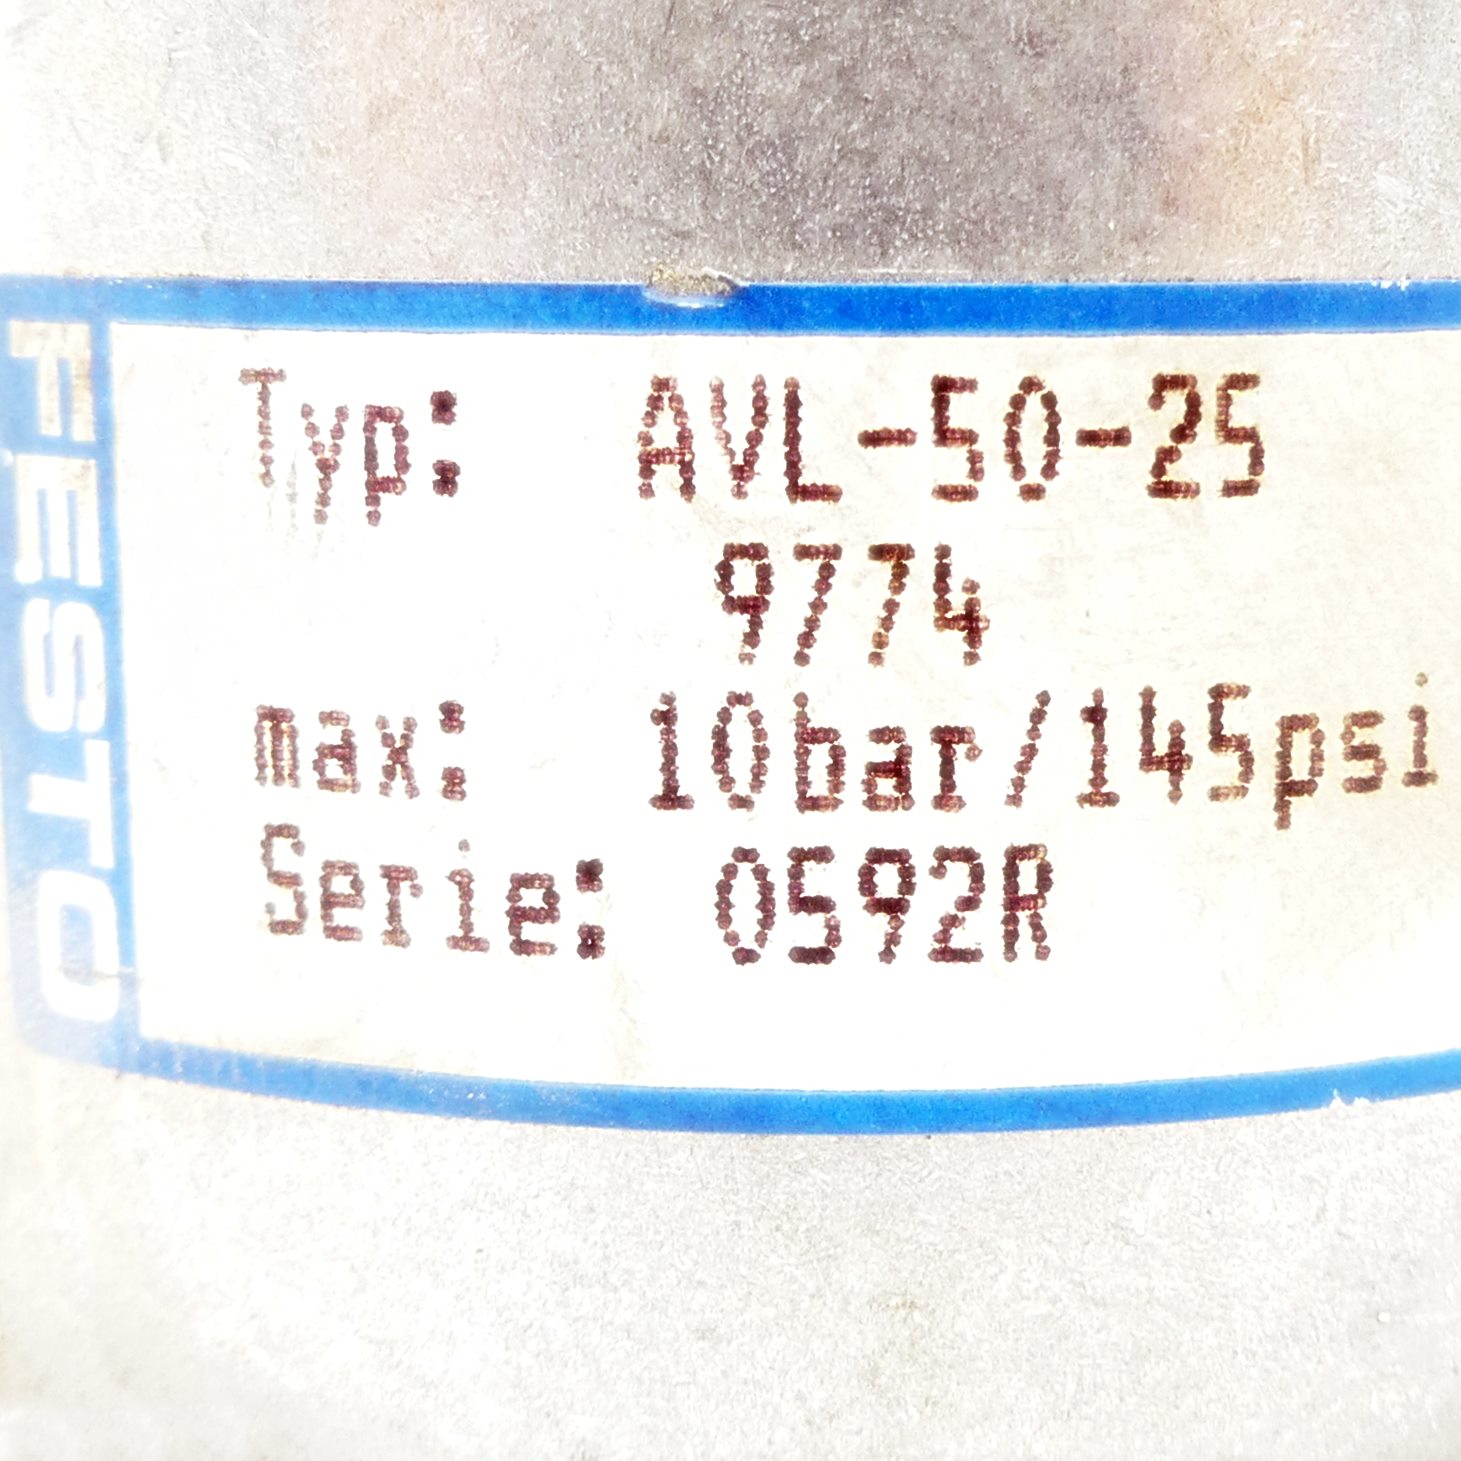 FESTO
Typ: AVL-50-25
9774
max: 10bar/145psi
Serie: 0592R